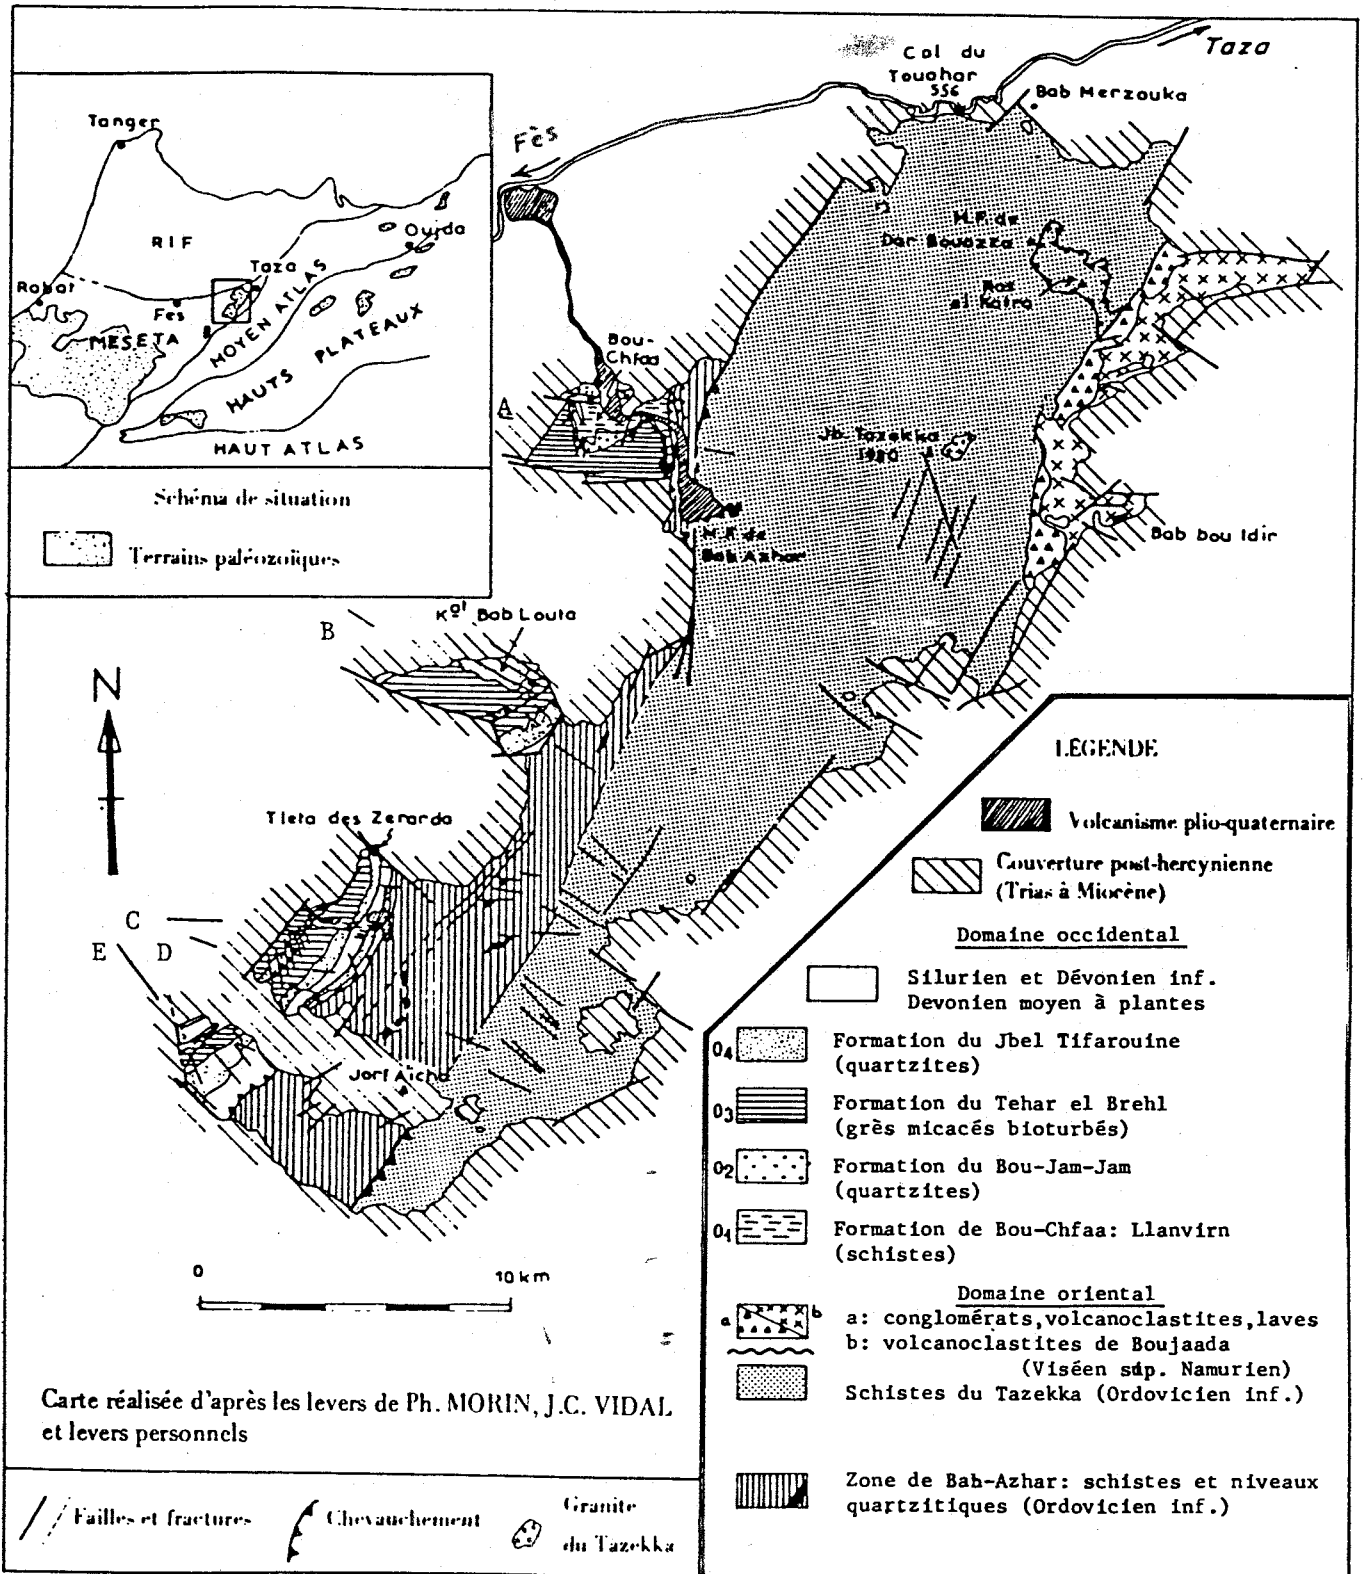 Tanger
RIF
Oujda
Taza
Rabat
Fes
MESETA
MOYEN ATLAS
HAUTS PLATEAUX
HAUT ATLAS
Schéma de situation
Terrains paléozoïques
Taza
Col du
Touahar
556
Bab Merzouka
Fès
M.F. de
Dar Bouazza
Ras
el Katra
Bou-
Chfaa
A
Jb. Tazekka
1980
M.F. de
Bab Azhar
Bab bou Idir
B
Kat Bab Louta
N
Tleta des Zerarda
C
E D
Jorf Aïcha
0 10 km
Carte réalisée d'après les levers de Ph. MORIN, J.C. VIDAL
et levers personnels
Failles et fractures
Chevauchement
Granite
du Tazekka
LÉGENDE
Volcanisme plio-quaternaire
Couverture post-hercynienne
(Trias à Miocène)
Domaine occidental
Silurien et Dévonien inf.
Devonien moyen à plantes
O4 Formation du Jbel Tifarouine
(quartzites)
O3 Formation du Tehar el Brehl
(grès micacés bioturbés)
O2 Formation du Bou-Jam-Jam
(quartzites)
O1 Formation de Bou-Chfaa: Llanvirn
(schistes)
Domaine oriental
a b a: conglomérats,volcanoclastites,laves
b: volcanoclastites de Boujaada
(Viséen sup. Namurien)
Schistes du Tazekka (Ordovicien inf.)
Zone de Bab-Azhar: schistes et niveaux
quartzitiques (Ordovicien inf.)